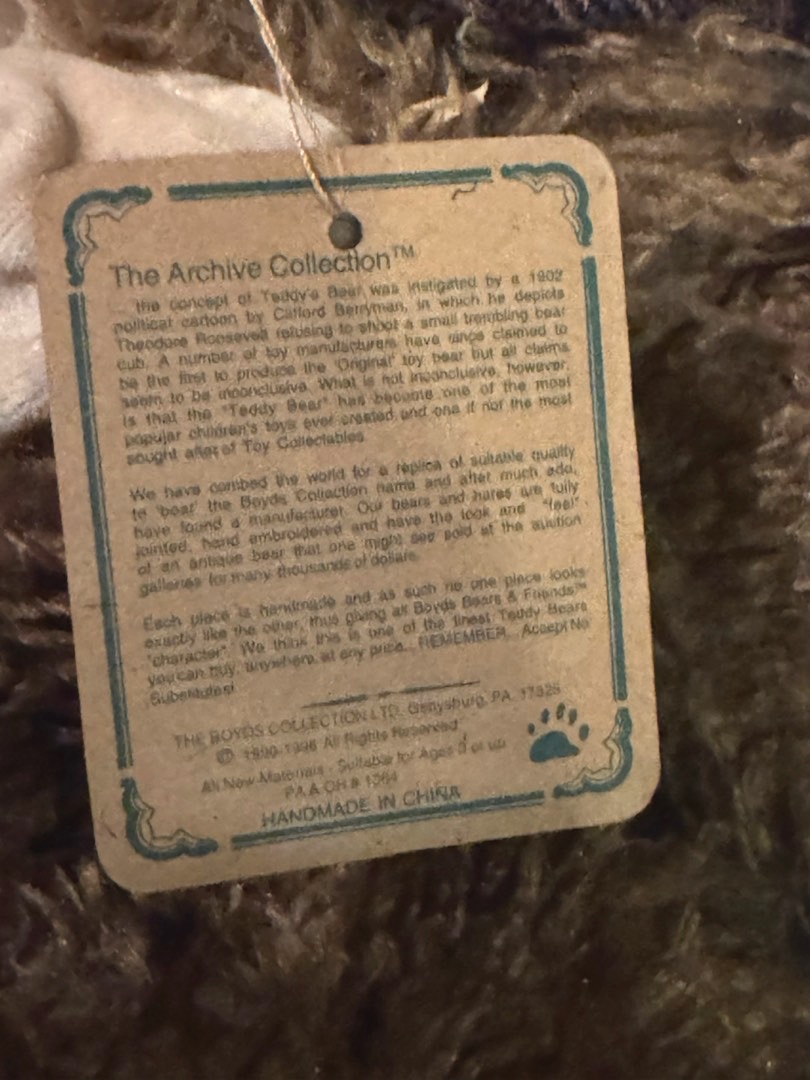 The Archive Collection™
the concept of Teddy's Bear was instigated by a 1902
political cartoon by Clifford Berryman, in which he depicts
Theodore Roosevelt refusing to shoot a small trembling bear
cub. A number of toy manufacturers have since claimed to
be the first to produce the 'Original' toy bear but all claims
seem to be inconclusive. What is not inconclusive, however,
is that the "Teddy Bear" has become one of the most
popular children's toys ever created and one if not the most
sought after of Toy Collectables
We have combed the world for a replica of suitable quality
to 'bear' the Boyds Collection name and after much ado,
have found a manufacturer. Our bears and hares are fully
jointed, hand embroidered and have the look and "feel"
of an antique bear that one might see sold at the auction
galleries for many thousands of dollars.
Each piece is handmade and as such no one piece looks
exactly like the other, thus giving all Boyds Bears & Friends™
"character". We think this is one of the finest Teddy Bears
you can buy, anywhere, at any price... REMEMBER... Accept No
Substitutes!
THE BOYDS COLLECTION LTD. Gettysburg, PA. 17325
© 1990-1996 All Rights Reserved
All New Materials - Suitable for Ages 3 or up
PA.A OH #
HANDMADE IN CHINA